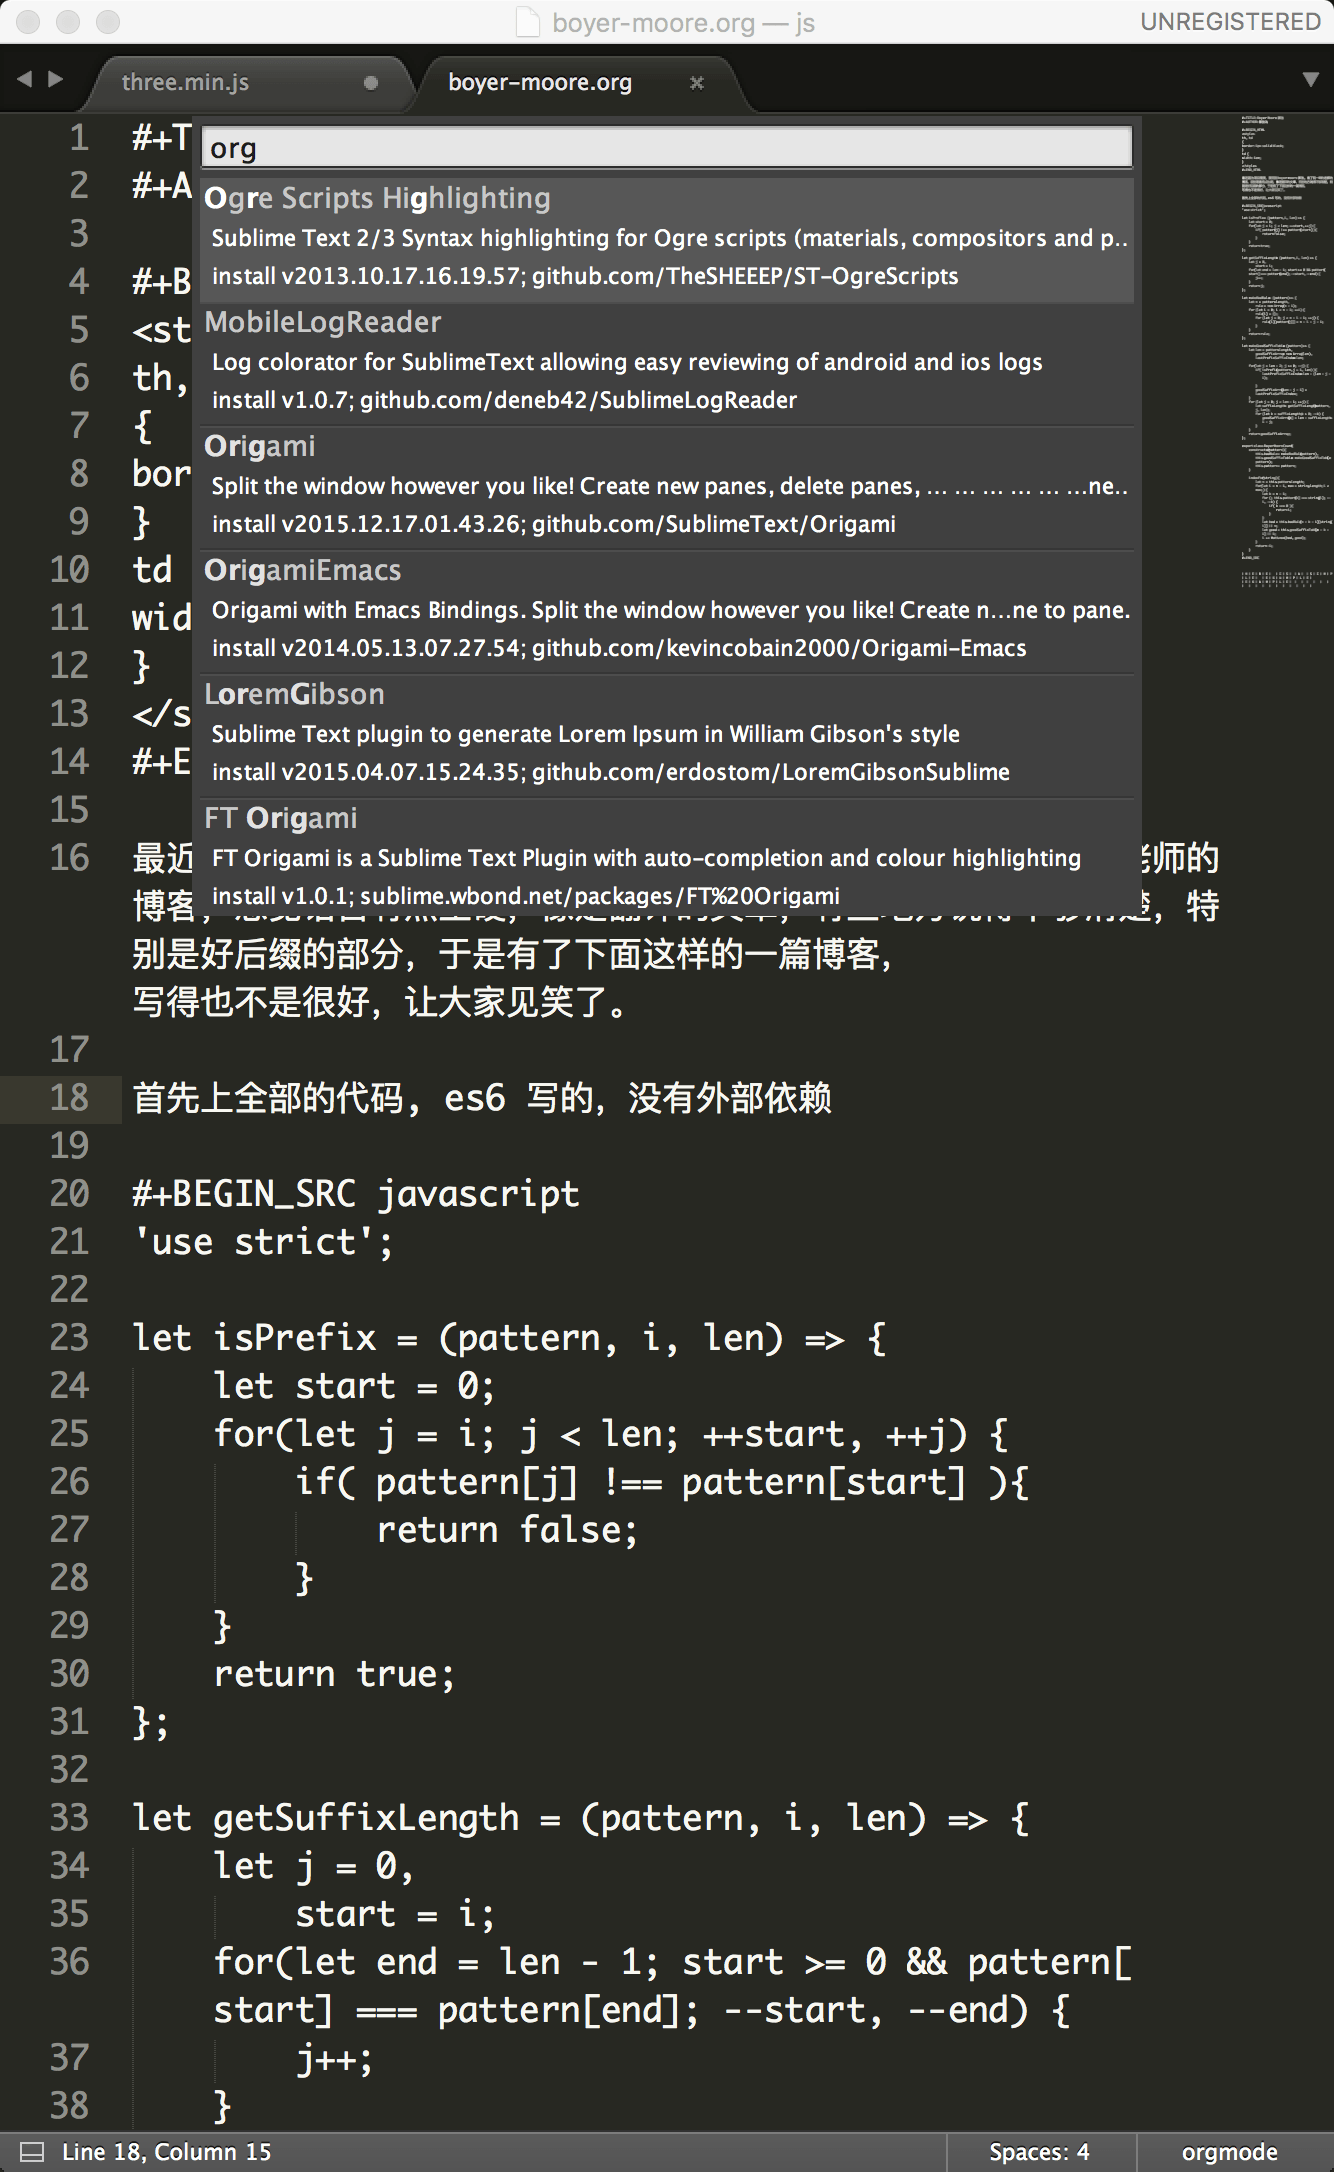 boyer-moore.org — js
UNREGISTERED
three.min.js
boyer-moore.org
org
Ogre Scripts Highlighting
Sublime Text 2/3 Syntax highlighting for Ogre scripts (materials, compositors and p..
install v2013.10.17.16.19.57; github.com/TheSHEEEP/ST-OgreScripts
MobileLogReader
Log colorator for SublimeText allowing easy reviewing of android and ios logs
install v1.0.7; github.com/deneb42/SublimeLogReader
Origami
Split the window however you like! Create new panes, delete panes, ... ... ... ... ... ...ne..
install v2015.12.17.01.43.26; github.com/SublimeText/Origami
OrigamiEmacs
Origami with Emacs Bindings. Split the window however you like! Create n...ne to pane.
install v2014.05.13.07.27.54; github.com/kevincobain2000/Origami-Emacs
LoremGibson
Sublime Text plugin to generate Lorem Ipsum in William Gibson's style
install v2015.04.07.15.24.35; github.com/erdostom/LoremGibsonSublime
FT Origami
FT Origami is a Sublime Text Plugin with auto-completion and colour highlighting
install v1.0.1; sublime.wbond.net/packages/FT%20Origami
1 #+T
2 #+A
3
4 #+B
5 <st
6 th,
7 {
8 bor
9 }
10 td
11 wid
12 }
13 </s
14 #+E
15
16 最近 老师的
博客, 特
别是好后缀的部分，于是有了下面这样的一篇博客，
写得也不是很好，让大家见笑了。
17
18 首先上全部的代码, es6 写的，没有外部依赖
19
20 #+BEGIN_SRC javascript
21 'use strict';
22
23 let isPrefix = (pattern, i, len) => {
24 let start = 0;
25 for(let j = i; j < len; ++start, ++j) {
26 if( pattern[j] !== pattern[start] ){
27 return false;
28 }
29 }
30 return true;
31 };
32
33 let getSuffixLength = (pattern, i, len) => {
34 let j = 0,
35 start = i;
36 for(let end = len - 1; start >= 0 && pattern[
start] === pattern[end]; --start, --end) {
37 j++;
38 }
Line 18, Column 15
Spaces: 4
orgmode